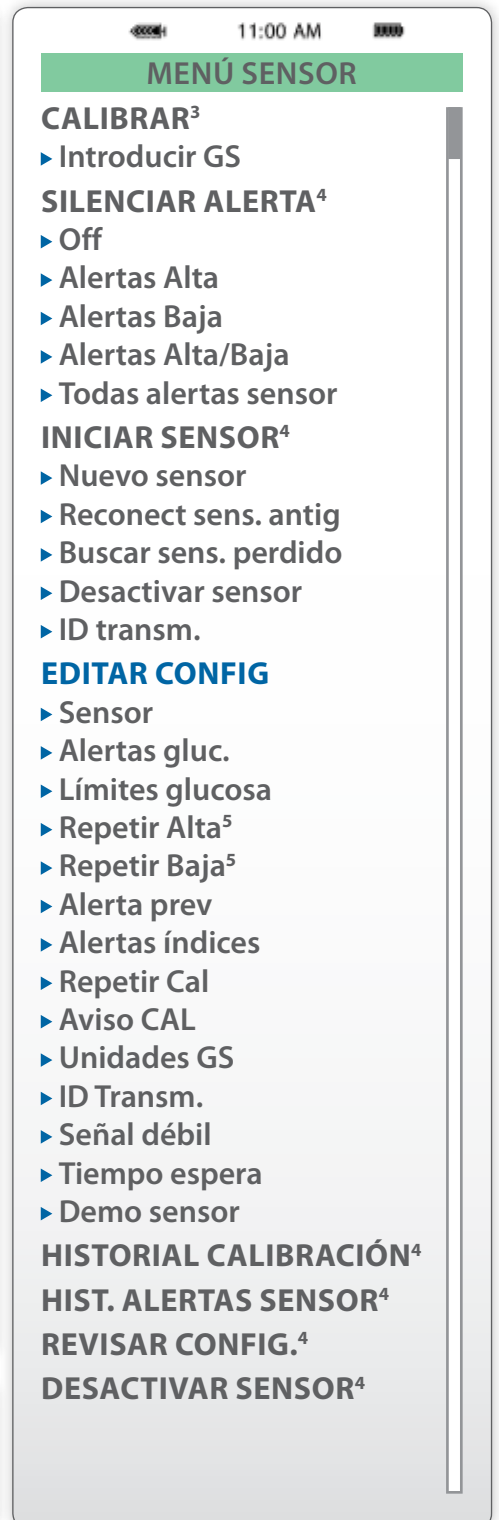 11:00 AM
MENÚ SENSOR
CALIBRAR³
▸ Introducir GS
SILENCIAR ALERTA⁴
▸ Off
▸ Alertas Alta
▸ Alertas Baja
▸ Alertas Alta/Baja
▸ Todas alertas sensor
INICIAR SENSOR⁴
▸ Nuevo sensor
▸ Reconect sens. antig
▸ Buscar sens. perdido
▸ Desactivar sensor
▸ ID transm.
EDITAR CONFIG
▸ Sensor
▸ Alertas gluc.
▸ Límites glucosa
▸ Repetir Alta⁵
▸ Repetir Baja⁵
▸ Alerta prev
▸ Alertas índices
▸ Repetir Cal
▸ Aviso CAL
▸ Unidades GS
▸ ID Transm.
▸ Señal débil
▸ Tiempo espera
▸ Demo sensor
HISTORIAL CALIBRACIÓN⁴
HIST. ALERTAS SENSOR⁴
REVISAR CONFIG.⁴
DESACTIVAR SENSOR⁴